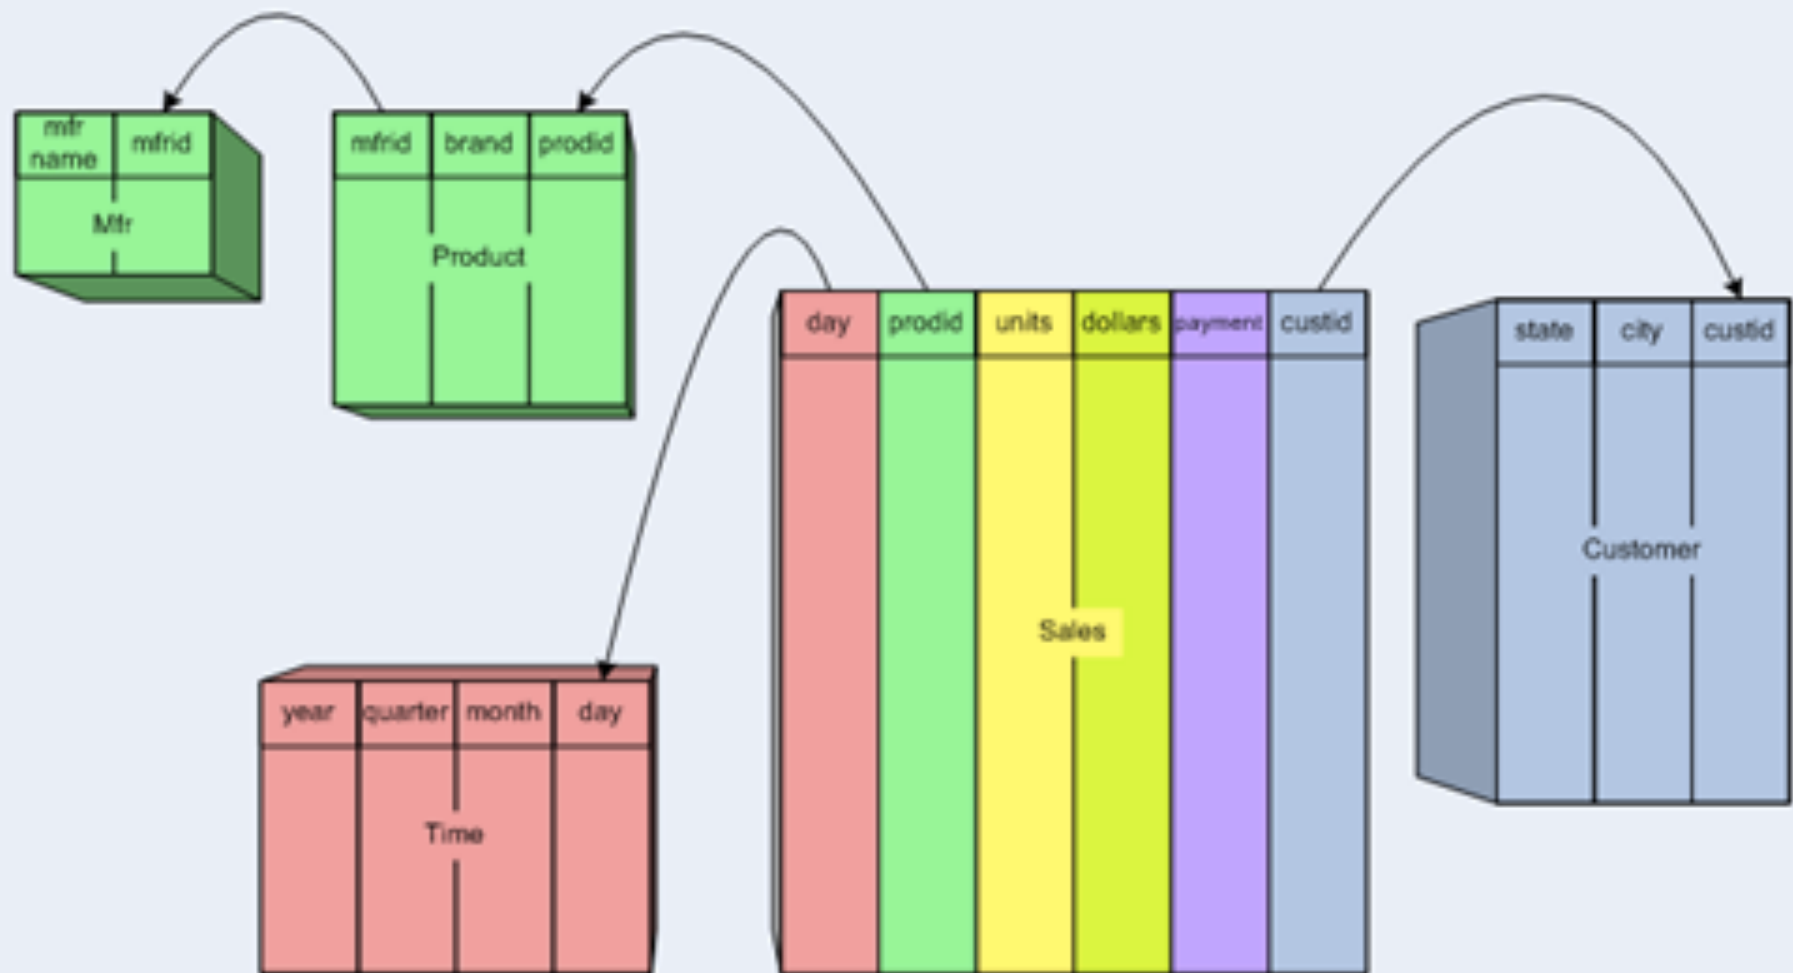 mfr
name
mfrid
Mfr
mfrid
brand
prodid
Product
day
prodid
units
dollars
payment
custid
Sales
state
city
custid
Customer
year
quarter
month
day
Time